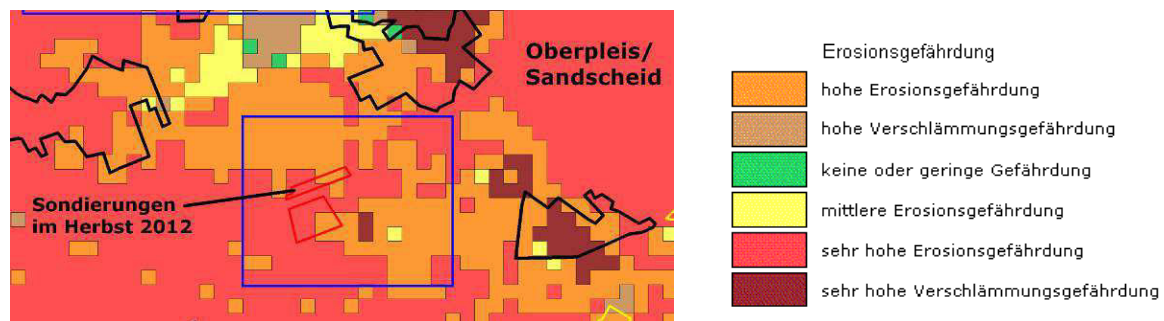 Oberpleis/
Sandscheid
Sondierungen
im Herbst 2012
Erosionsgefährdung
hohe Erosionsgefährdung
hohe Verschlämmungsgefährdung
keine oder geringe Gefährdung
mittlere Erosionsgefährdung
sehr hohe Erosionsgefährdung
sehr hohe Verschlämmungsgefährdung